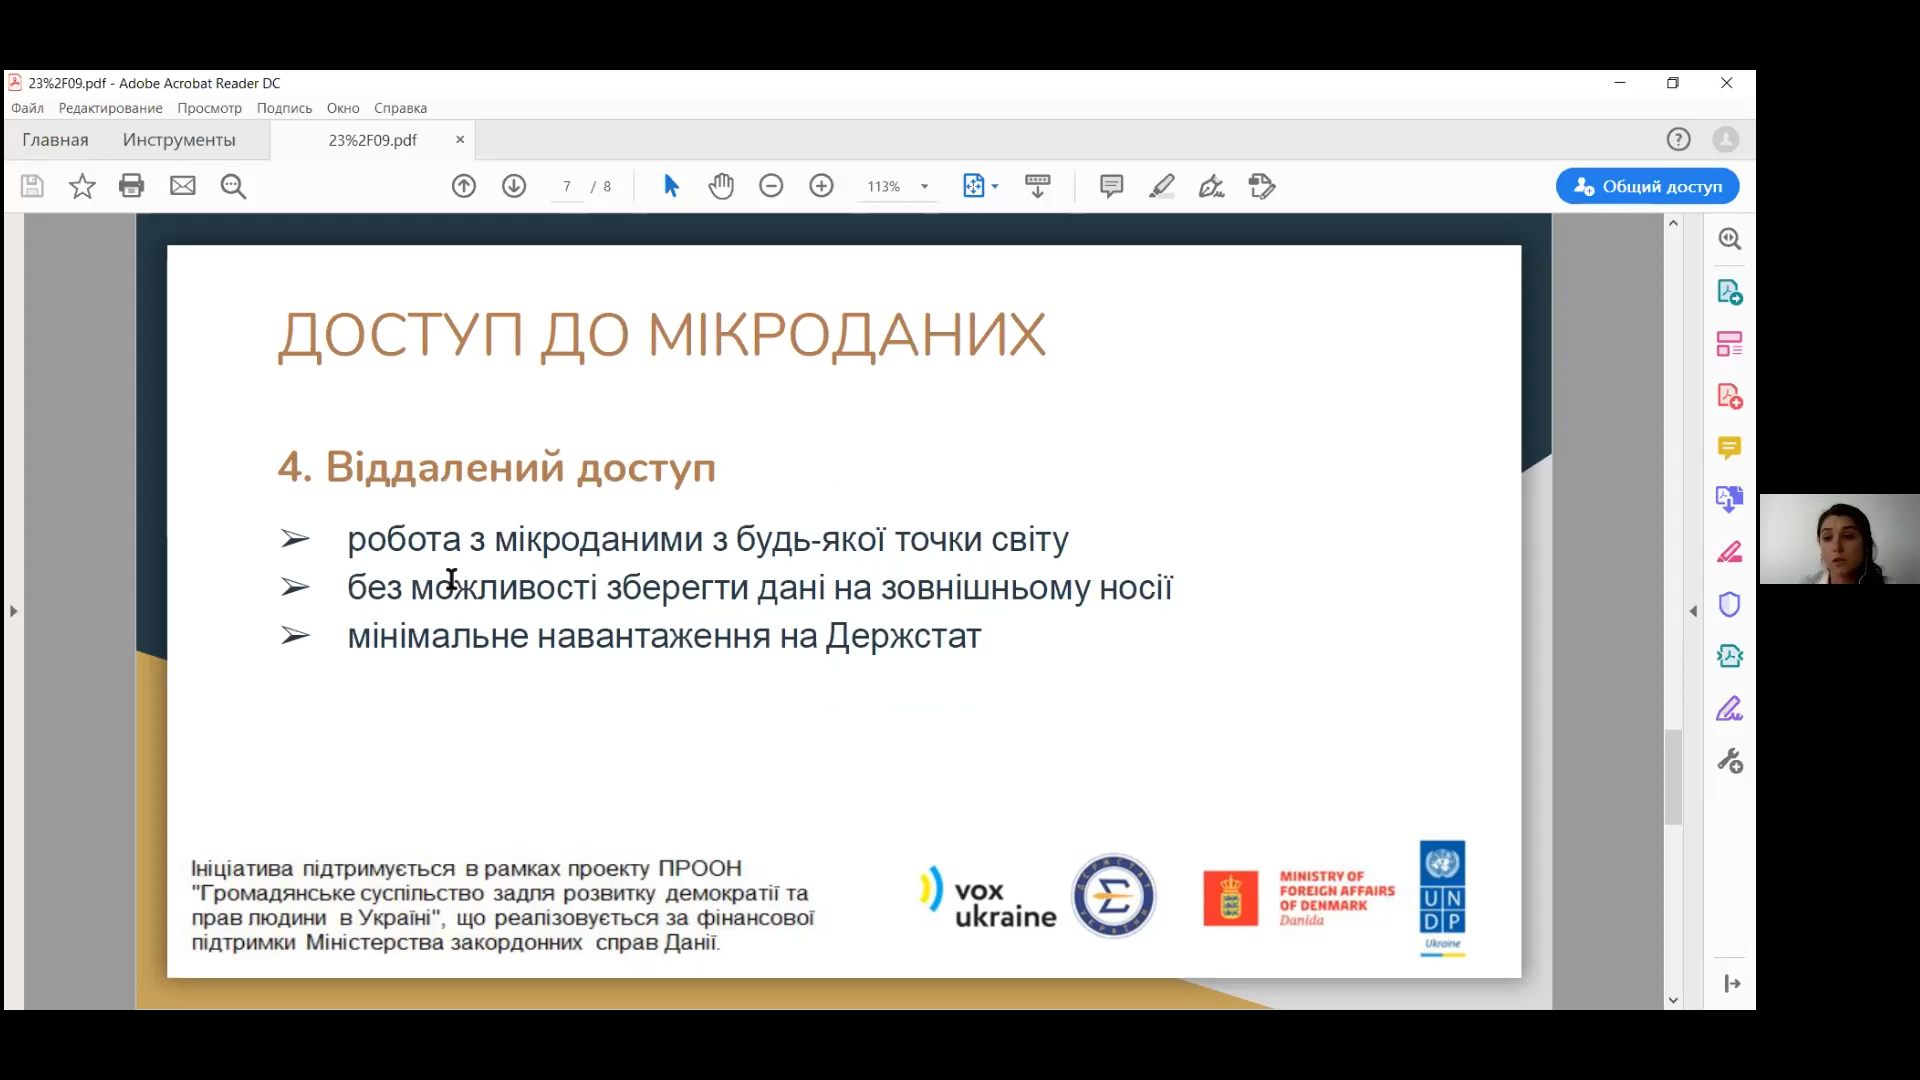 23%2F09.pdf - Adobe Acrobat Reader DC
Файл Редактирование Просмотр Подпись Окно Справка
Главная Инструменты 23%2F09.pdf
7 / 8 113% Общий доступ
ДОСТУП ДО МІКРОДАНИХ
4. Віддалений доступ
➢ робота з мікроданими з будь-якої точки світу
➢ без можливості зберегти дані на зовнішньому носії
➢ мінімальне навантаження на Держстат
Ініціатива підтримується в рамках проекту ПРООН
"Громадянське суспільство задля розвитку демократії та
прав людини в Україні", що реалізовується за фінансової
підтримки Міністерства закордонних справ Данії.
vox
ukraine
ДЕРЖСТАТ
УКРАЇНИ
MINISTRY OF
FOREIGN AFFAIRS
OF DENMARK
Danida
U N
D P
Ukraine